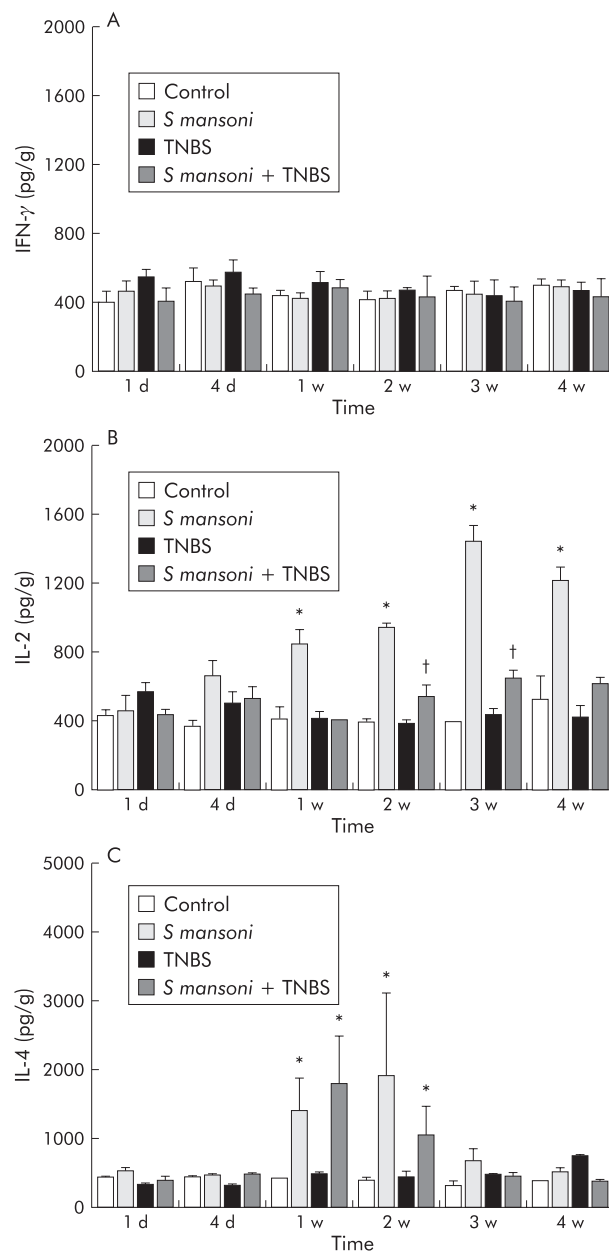 A
2000
1600
1200
800
400
0
IFN-γ (pg/g)
Control
S mansoni
TNBS
S mansoni + TNBS
1 d 4 d 1 w 2 w 3 w 4 w
Time
B
2000
1600
1200
800
400
0
IL-2 (pg/g)
Control
S mansoni
TNBS
S mansoni + TNBS
* * * *
† †
1 d 4 d 1 w 2 w 3 w 4 w
Time
C
5000
4000
3000
2000
1000
0
IL-4 (pg/g)
Control
S mansoni
TNBS
S mansoni + TNBS
* * * *
1 d 4 d 1 w 2 w 3 w 4 w
Time